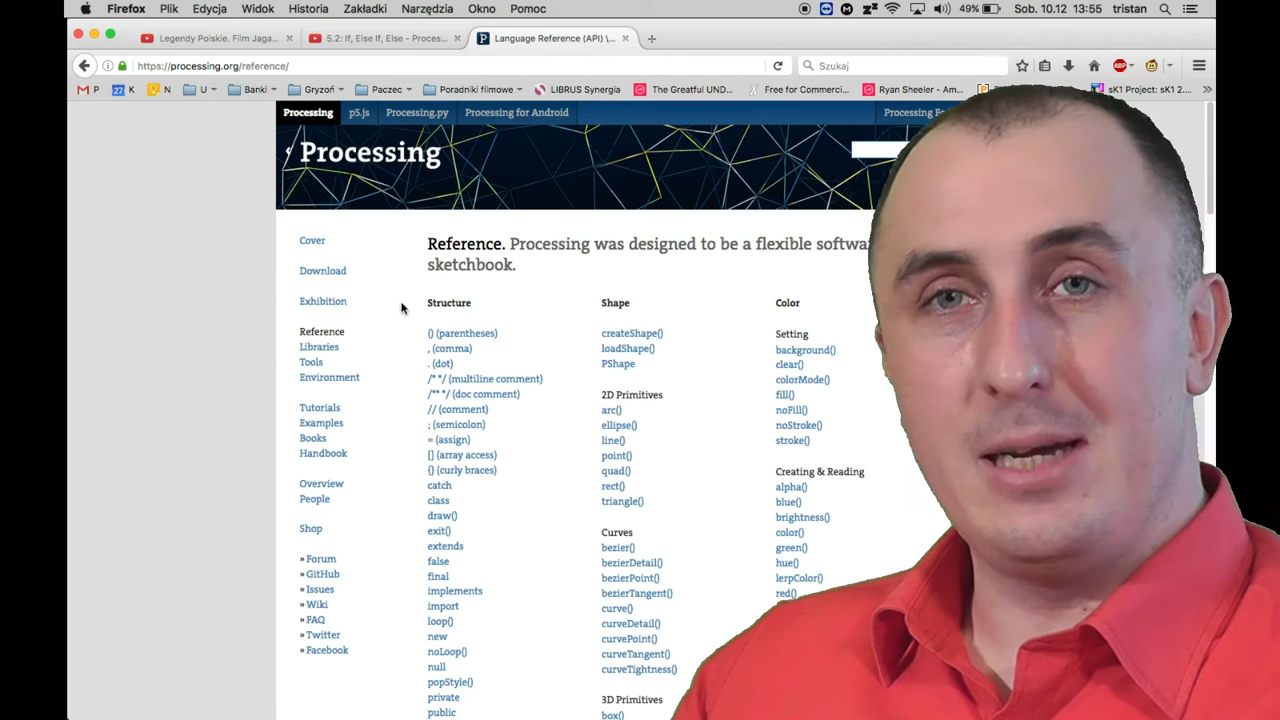 Firefox Plik Edycja Widok Historia Zakładki Narzędzia Okno Pomoc 49% Sob. 10.12 13:55 tristan
Legendy Polskie. Film Jaga... 5.2: If, Else If, Else - Proces... Language Reference (API) \...
https://processing.org/reference/ Szukaj
P 27 K N U Banki Gryzoń Paczec Poradniki filmowe LIBRUS Synergia The Greatful UND... Free for Commerci... Ryan Sheeler - Am... sK1 Project: sK1 2...
Processing p5.js Processing.py Processing for Android Processing Fo
Processing
Cover
Download
Exhibition
Reference
Libraries
Tools
Environment
Tutorials
Examples
Books
Handbook
Overview
People
Shop
» Forum
» GitHub
» Issues
» Wiki
» FAQ
» Twitter
» Facebook
Reference. Processing was designed to be a flexible softwa
sketchbook.
Structure
() (parentheses)
, (comma)
. (dot)
/* */ (multiline comment)
/** */ (doc comment)
// (comment)
; (semicolon)
= (assign)
[] (array access)
{} (curly braces)
catch
class
draw()
exit()
extends
false
final
implements
import
loop()
new
noLoop()
null
popStyle()
private
public
Shape
createShape()
loadShape()
PShape
2D Primitives
arc()
ellipse()
line()
point()
quad()
rect()
triangle()
Curves
bezier()
bezierDetail()
bezierPoint()
bezierTangent()
curve()
curveDetail()
curvePoint()
curveTangent()
curveTightness()
3D Primitives
box()
Color
Setting
background()
clear()
colorMode()
fill()
noFill()
noStroke()
stroke()
Creating & Reading
alpha()
blue()
brightness()
color()
green()
hue()
lerpColor()
red()